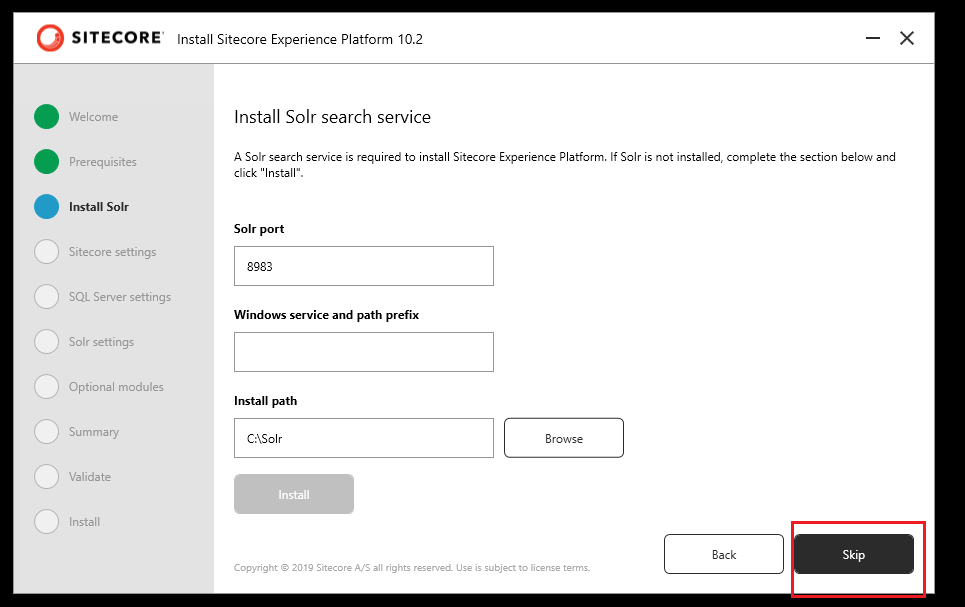 SITECORE Install Sitecore Experience Platform 10.2
Welcome
Prerequisites
Install Solr
Sitecore settings
SQL Server settings
Solr settings
Optional modules
Summary
Validate
Install
Install Solr search service
A Solr search service is required to install Sitecore Experience Platform. If Solr is not installed, complete the section below and
click "Install".
Solr port
8983
Windows service and path prefix
Install path
C:\Solr
Browse
Install
Back
Skip
Copyright © 2019 Sitecore A/S all rights reserved. Use is subject to license terms.